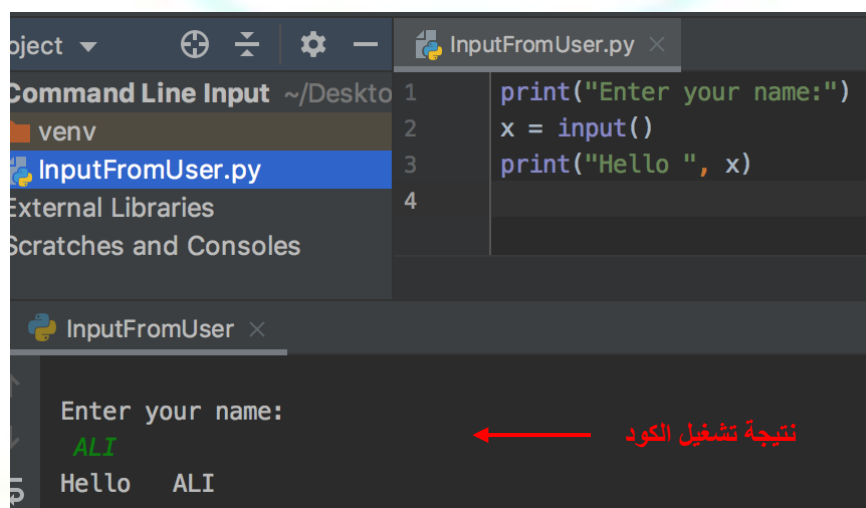 oject
InputFromUser.py
Command Line Input ~/Deskto
venv
InputFromUser.py
External Libraries
Scratches and Consoles
1 print("Enter your name:")
2 x = input()
3 print("Hello ", x)
4
InputFromUser
Enter your name:
ALI
Hello   ALI
نتيجة تشغيل الكود